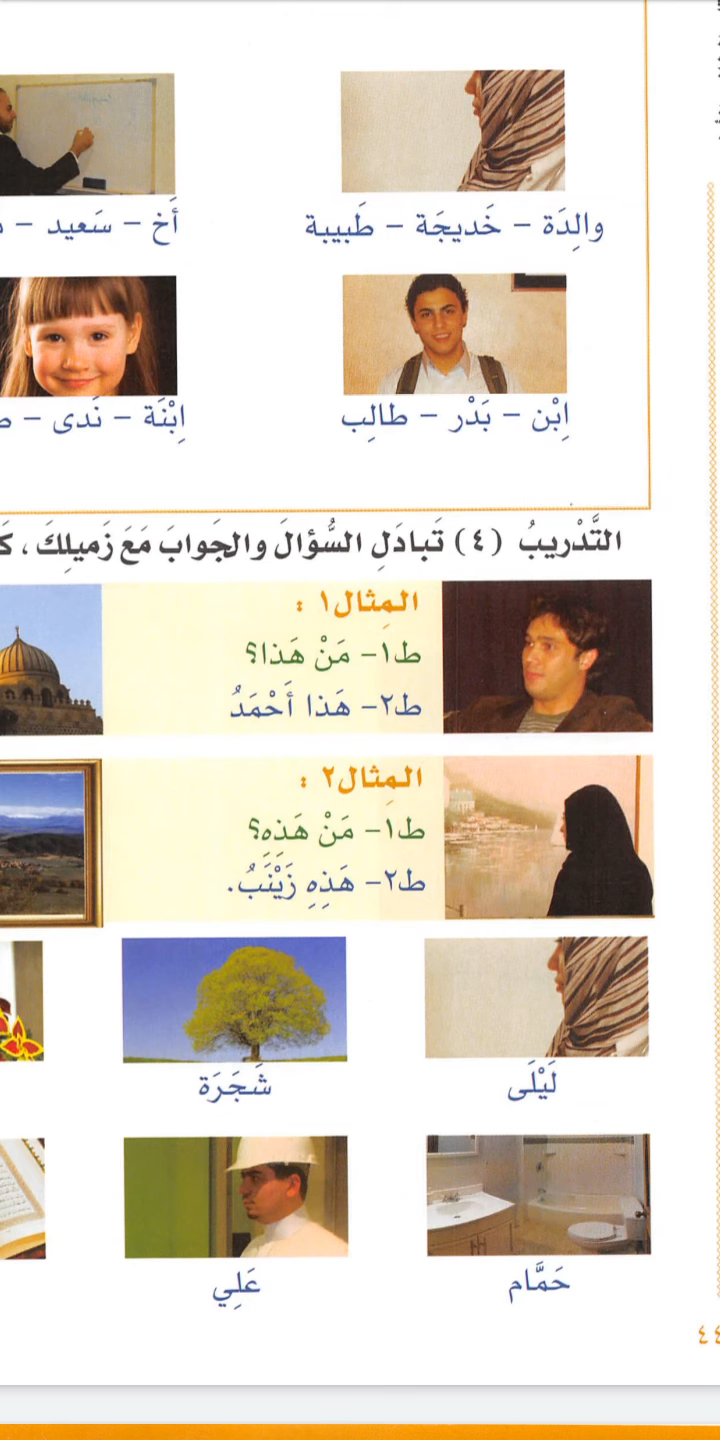 والِدَة – خَديجَة – طَبيبة
أَخ – سَعيد –
اِبْن – بَدْر – طالِب
اِبْنَة – نَدى –
التَّدْريبُ (٤) تَبادَلِ السُّؤالَ والجَوابَ مَعَ زَميلِكَ ،
المِثال١ :
ط١– مَنْ هَذا؟
ط٢– هَذا أَحْمَدُ
المِثال٢ :
ط١– مَنْ هَذِهِ؟
ط٢– هَذِهِ زَيْنَبُ.
لَيْلَى
شَجَرَة
حَمَّام
عَلِي
٤٤